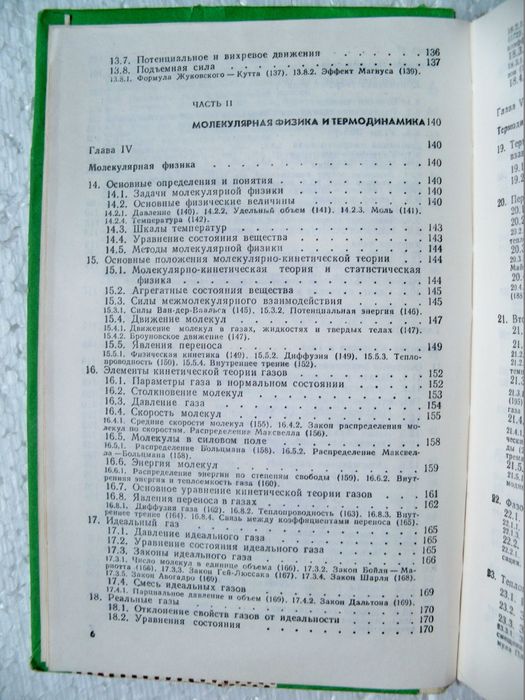 13.7. Потенциальное и вихревое движения . . . . . . 136
13.8. Подъемная сила . . . . . . 137
13.8.1. Формула Жуковского — Кутта (137). 13.8.2. Эффект Магнуса (139).
ЧАСТЬ II
МОЛЕКУЛЯРНАЯ ФИЗИКА И ТЕРМОДИНАМИКА 140
Глава IV 140
Молекулярная физика . . . . . . 140
14. Основные определения и понятия . . . . . . 140
14.1. Задачи молекулярной физики . . . . . . 140
14.2. Основные физические величины . . . . . . 140
14.2.1. Давление (140). 14.2.2. Удельный объем (141). 14.2.3. Моль (141).
14.2.4. Температура (142).
14.3. Шкалы температур . . . . . . 143
14.4. Уравнение состояния вещества . . . . . . 143
14.5. Методы молекулярной физики . . . . . . 144
15. Основные положения молекулярно-кинетической теории 144
15.1. Молекулярно-кинетическая теория и статистическая
физика . . . . . . 144
15.2. Агрегатные состояния вещества . . . . . . 145
15.3. Силы межмолекулярного взаимодействия . . . . . . 145
15.3.1. Силы Ван-дер-Ваальса (145). 15.3.2. Потенциальная энергия (146).
15.4. Движение молекул . . . . . . 147
15.4.1. Движение молекул в газах, жидкостях и твердых телах (147).
15.4.2. Броуновское движение (147).
15.5. Явления переноса . . . . . . 149
15.5.1. Физическая кинетика (149). 15.5.2. Диффузия (149). 15.5.3. Тепло-
проводность (150). 15.5.4. Внутреннее трение (152).
16. Элементы кинетической теории газов . . . . . . 152
16.1. Параметры газа в нормальном состоянии . . . . . . 152
16.2. Столкновение молекул . . . . . . 153
16.3. Давление газа . . . . . . 154
16.4. Скорость молекул . . . . . . 155
16.4.1. Средние скорости молекул (155). 16.4.2. Закон распределения мо-
лекул по скоростям. Распределение Максвелла (156).
16.5. Молекулы в силовом поле . . . . . . 158
16.5.1. Распределение Больцмана (158). 16.5.2. Распределение Максвел-
ла — Больцмана (158).
16.6. Энергия молекул . . . . . . 159
16.6.1. Распределение энергии по степеням свободы (159). 16.6.2. Внут-
ренняя энергия и теплоемкость газа (160).
16.7. Основное уравнение кинетической теории газов . . . 161
16.8. Явления переноса в газах . . . . . . 162
16.8.1. Диффузия газа (162). 16.8.2. Теплопроводность (163). 16.8.3. Внут-
реннее трение (164). 16.8.4. Связь между коэффициентами переноса (165).
17. Идеальный газ . . . . . . 165
17.1. Давление идеального газа . . . . . . 165
17.2. Уравнение состояния идеального газа . . . . . . 165
17.3. Законы идеального газа . . . . . . 166
17.3.1. Число молекул в единице объема (166). 17.3.2. Закон Бойля — Ма-
риотта (166). 17.3.3. Закон Гей-Люссака (167). 17.3.4. Закон Шарля (168).
17.3.5. Закон Авогадро (169).
17.4. Смесь идеальных газов . . . . . . 169
17.4.1. Парциальное давление и объем (169). 17.4.2. Закон Дальтона (169).
18. Реальные газы . . . . . . 170
18.1. Отклонение свойств газов от идеальности . . . . . . 170
18.2. Уравнения состояния . . . . . . 170
6